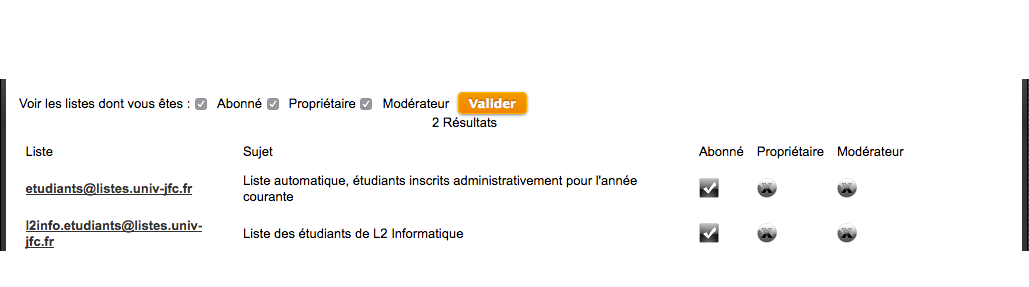 Voir les listes dont vous êtes : Abonné Propriétaire Modérateur Valider
2 Résultats
Liste Sujet Abonné Propriétaire Modérateur
etudiants@listes.univ-jfc.fr Liste automatique, étudiants inscrits administrativement pour l'année
courante
l2info.etudiants@listes.univ-
jfc.fr Liste des étudiants de L2 Informatique